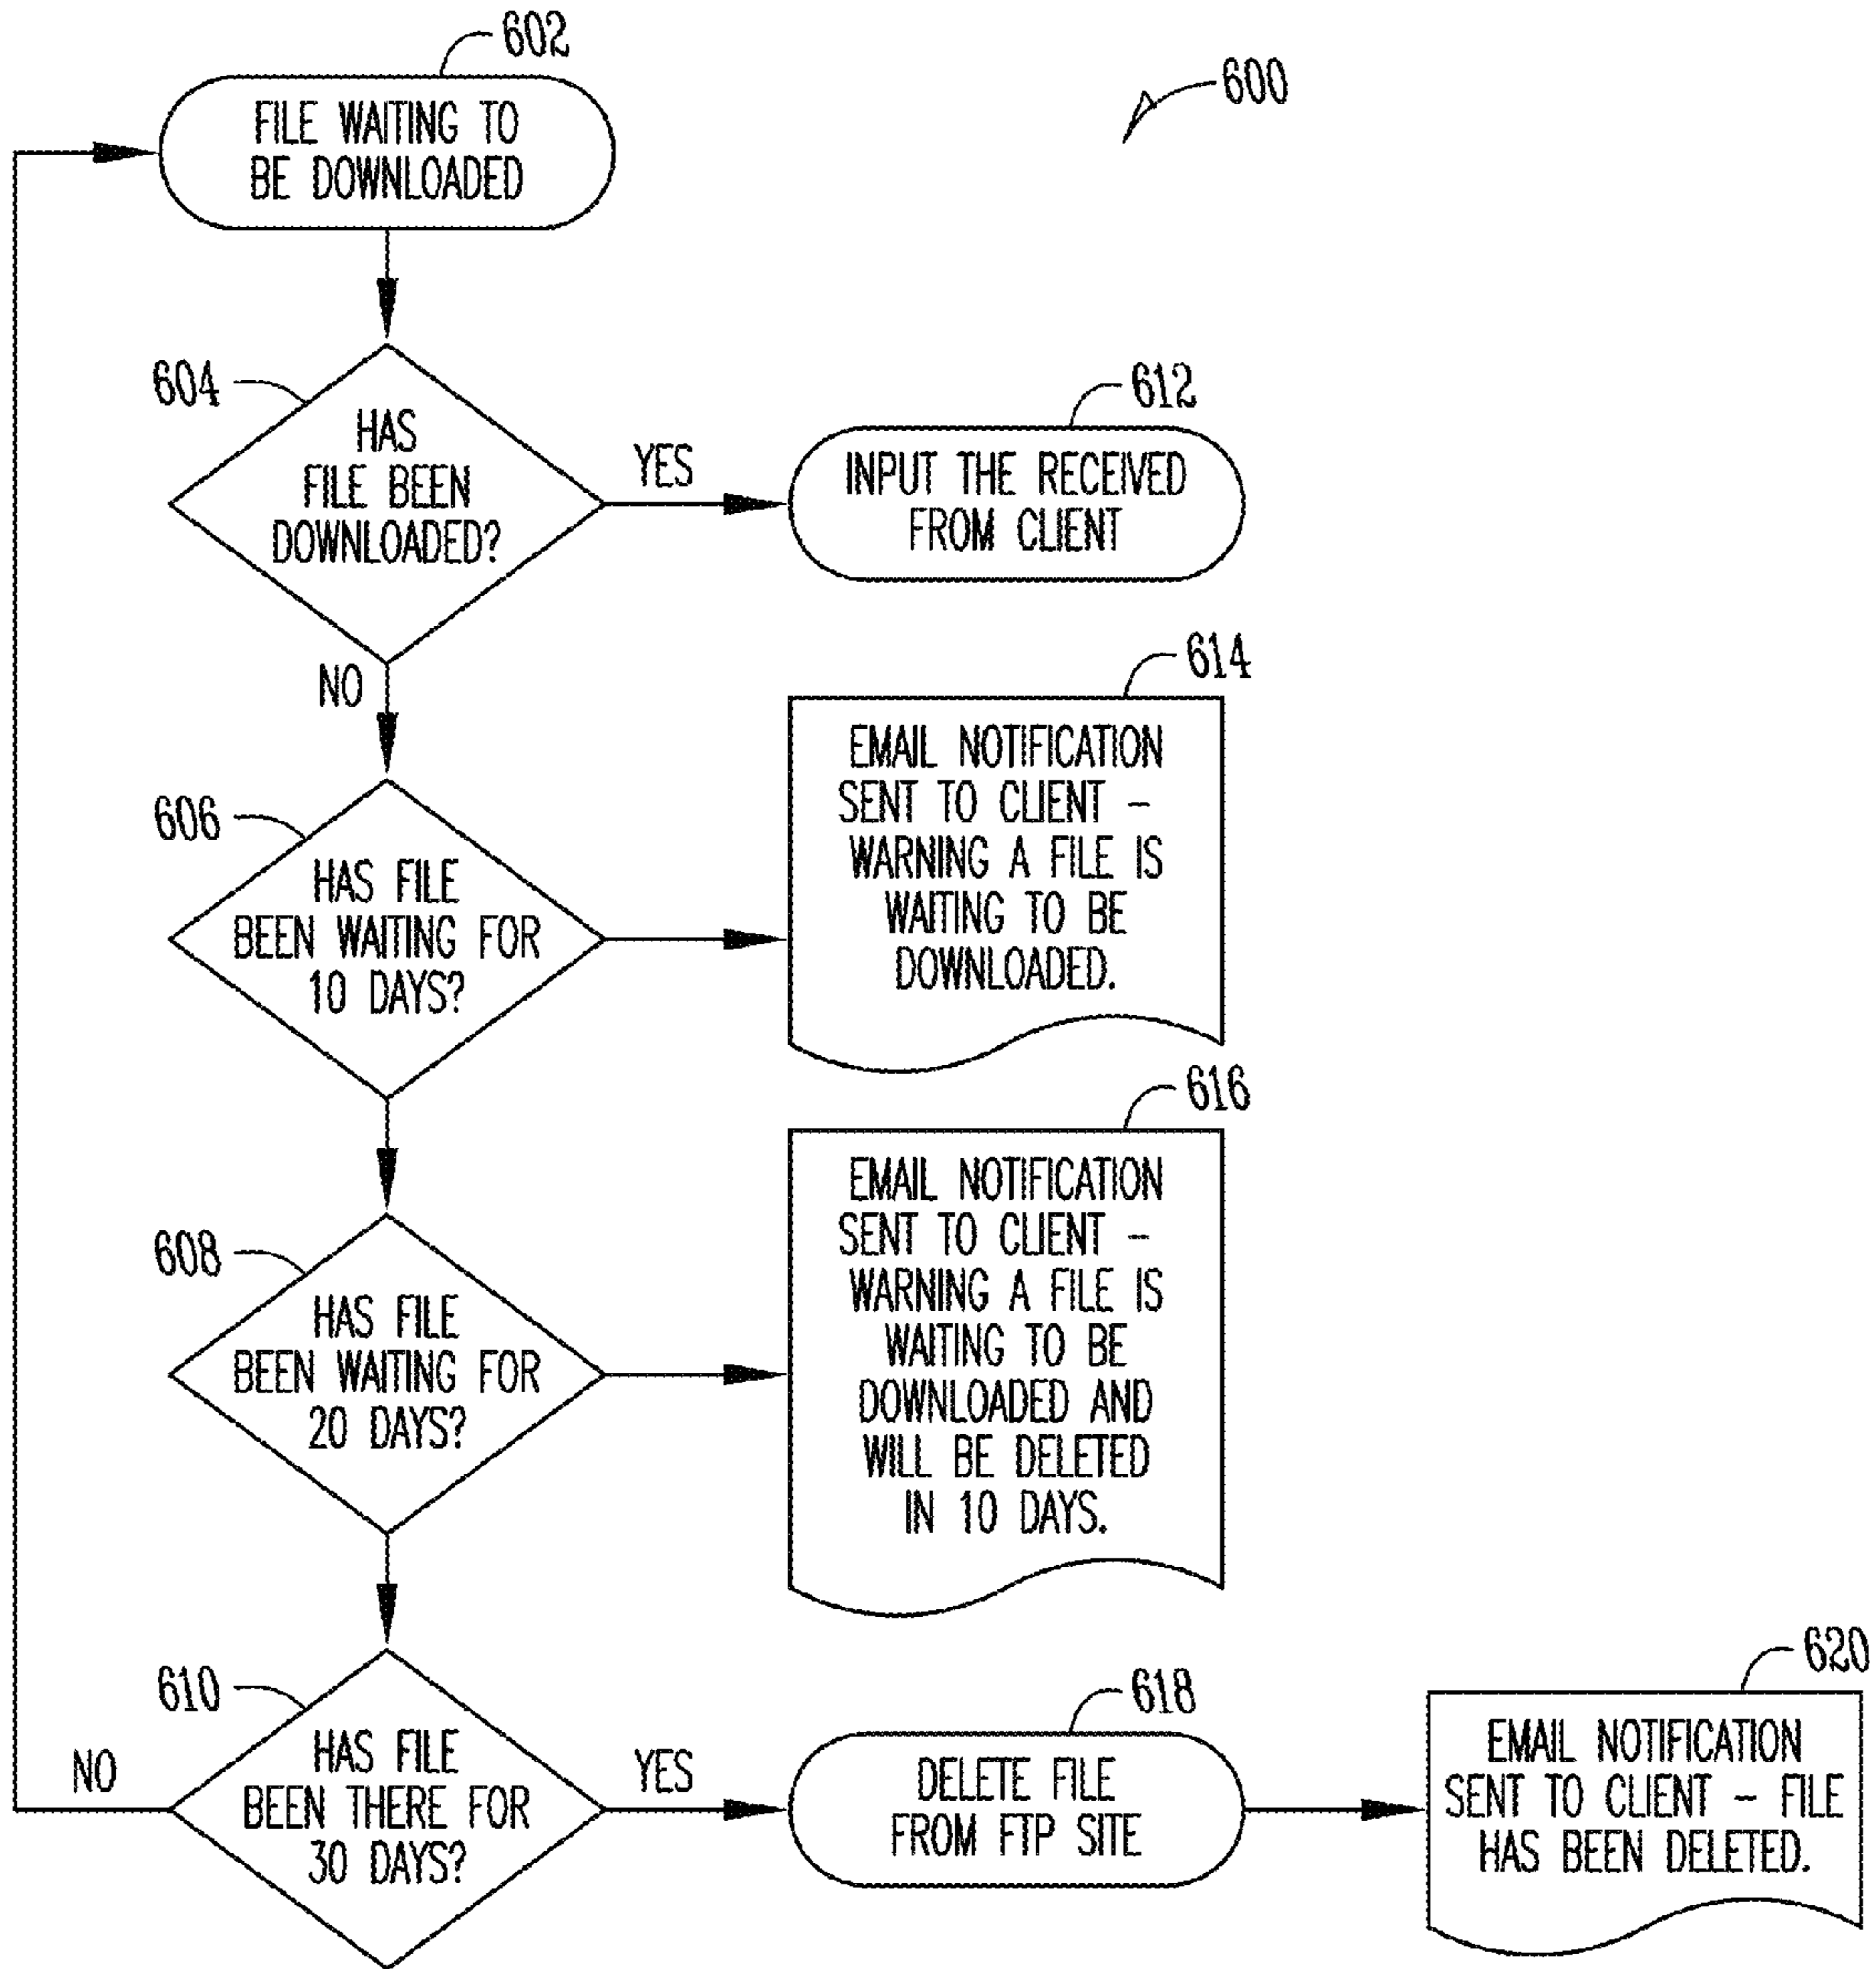 602
600
FILE WAITING TO
BE DOWNLOADED
604
HAS
FILE BEEN
DOWNLOADED?
YES
NO
612
INPUT THE RECEIVED
FROM CLIENT
606
HAS FILE
BEEN WAITING FOR
10 DAYS?
614
EMAIL NOTIFICATION
SENT TO CLIENT –
WARNING A FILE IS
WAITING TO BE
DOWNLOADED.
608
HAS FILE
BEEN WAITING FOR
20 DAYS?
616
EMAIL NOTIFICATION
SENT TO CLIENT –
WARNING A FILE IS
WAITING TO BE
DOWNLOADED AND
WILL BE DELETED
IN 10 DAYS.
610
HAS FILE
BEEN THERE FOR
30 DAYS?
NO
YES
618
DELETE FILE
FROM FTP SITE
620
EMAIL NOTIFICATION
SENT TO CLIENT – FILE
HAS BEEN DELETED.